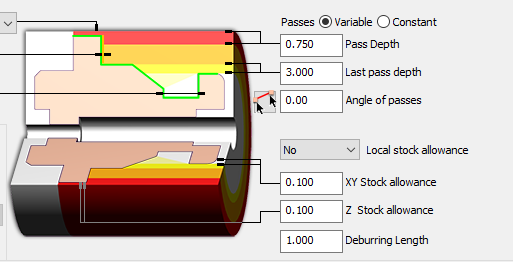 Passes Variable Constant
0.750 Pass Depth
3.000 Last pass depth
0.00 Angle of passes
No Local stock allowance
0.100 XY Stock allowance
0.100 Z Stock allowance
1.000 Deburring Length